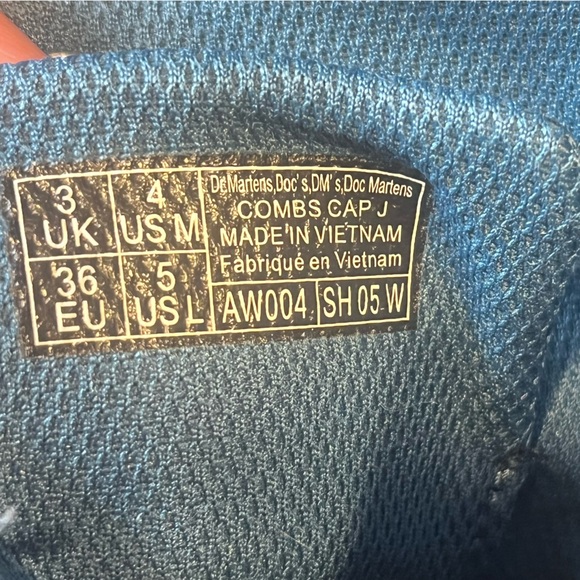 3 UK
4 US M
36 EU
5 US L
Dr.Martens,Doc's,DM's,Doc Martens
COMBS CAP J
MADE IN VIETNAM
Fabriqué en Vietnam
AW004 SH 05 W